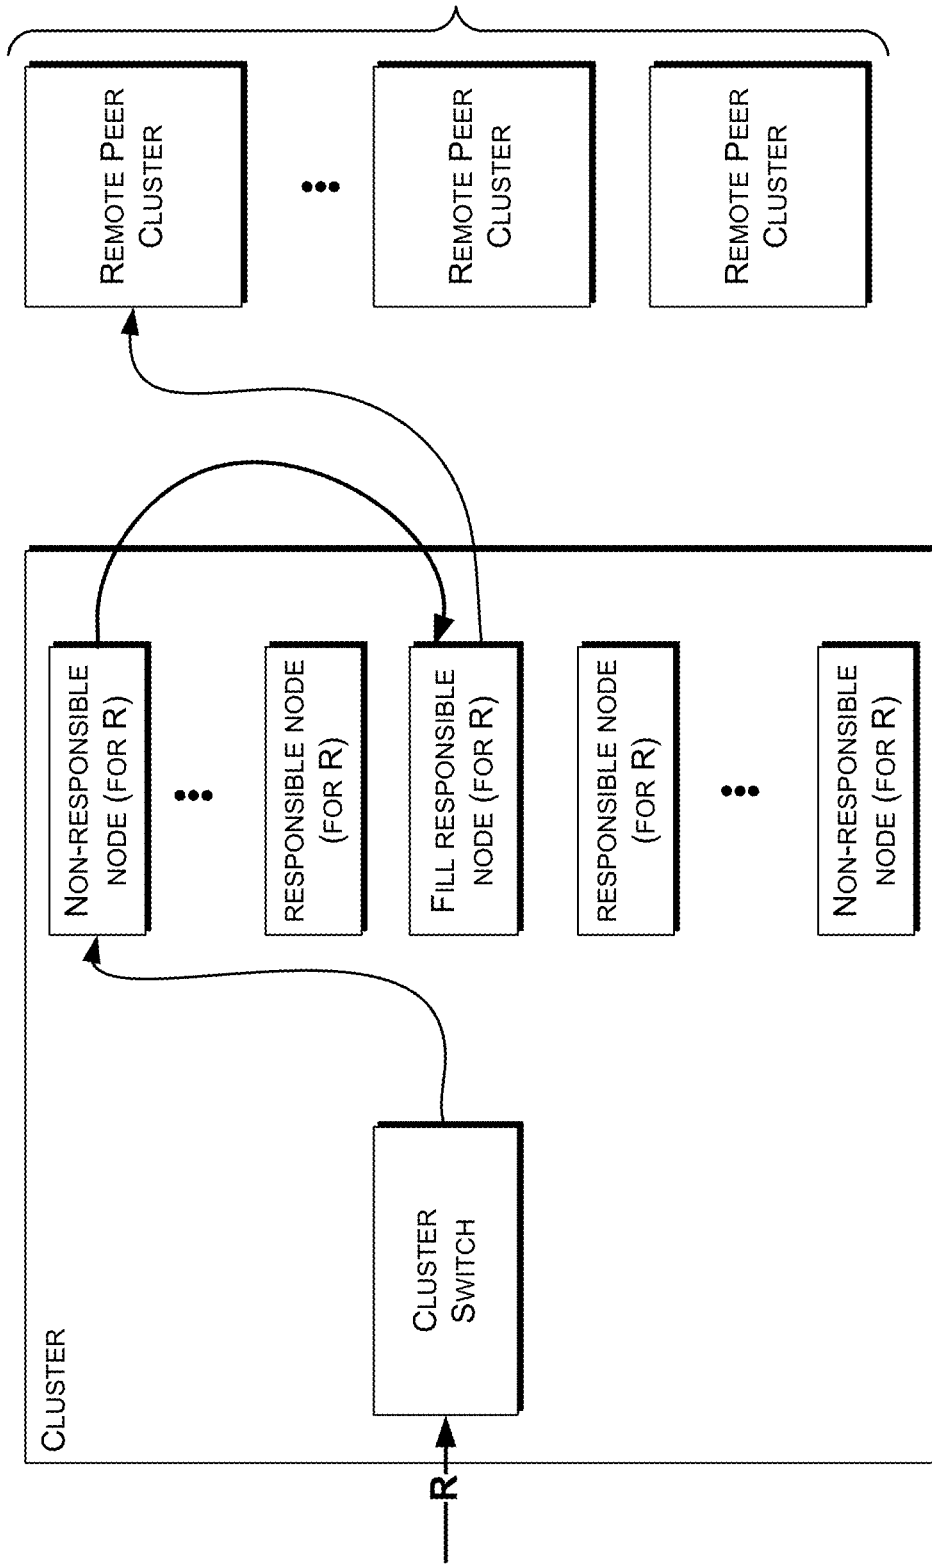 CLUSTER
R
CLUSTER
SWITCH
NON-RESPONSIBLE
NODE (FOR R)
RESPONSIBLE NODE
(FOR R)
FILL RESPONSIBLE
NODE (FOR R)
RESPONSIBLE NODE
(FOR R)
NON-RESPONSIBLE
NODE (FOR R)
REMOTE PEER
CLUSTER
REMOTE PEER
CLUSTER
REMOTE PEER
CLUSTER